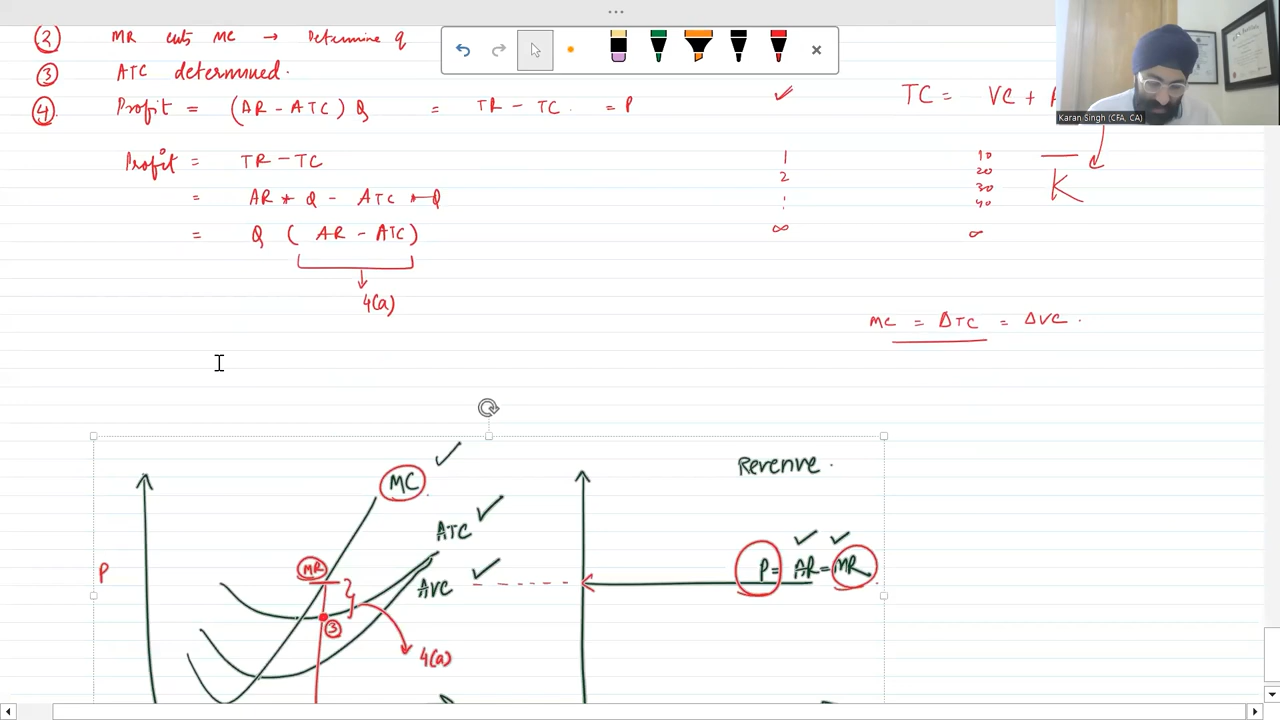 ② MR cuts MC → Determine q
③ ATC determined.
④ Profit = (AR - ATC) Q = TR - TC = P
TC = VC +
Karan Singh (CFA, CA)
Profit = TR - TC
= AR * Q - ATC * Q
= Q ( AR - ATC)
4(a)
1 10
2 20
30
40
∞ ∞
K
MC = ΔTC = ΔVC.
MC
ATC
AVC
P
MR
③
4(a)
Revenue.
P = AR = MR